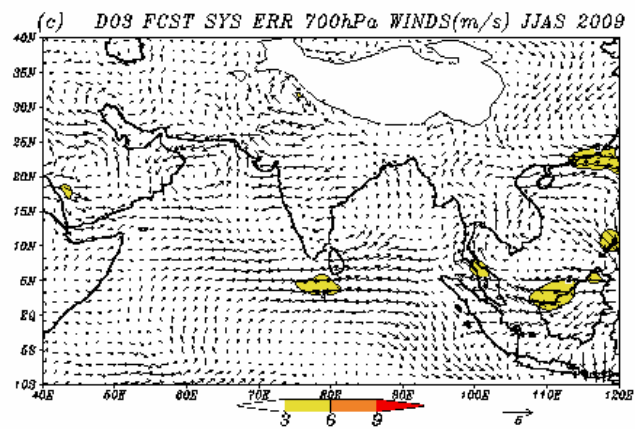 (c) D03 FCST SYS ERR 700hPa WINDS(m/s) JJAS 2009
40N
35N
30N
25N
20N
15N
10N
5N
EQ
5S
10S
40E 50E 60E 70E 80E 90E 100E 110E 120E
3 6 9
5